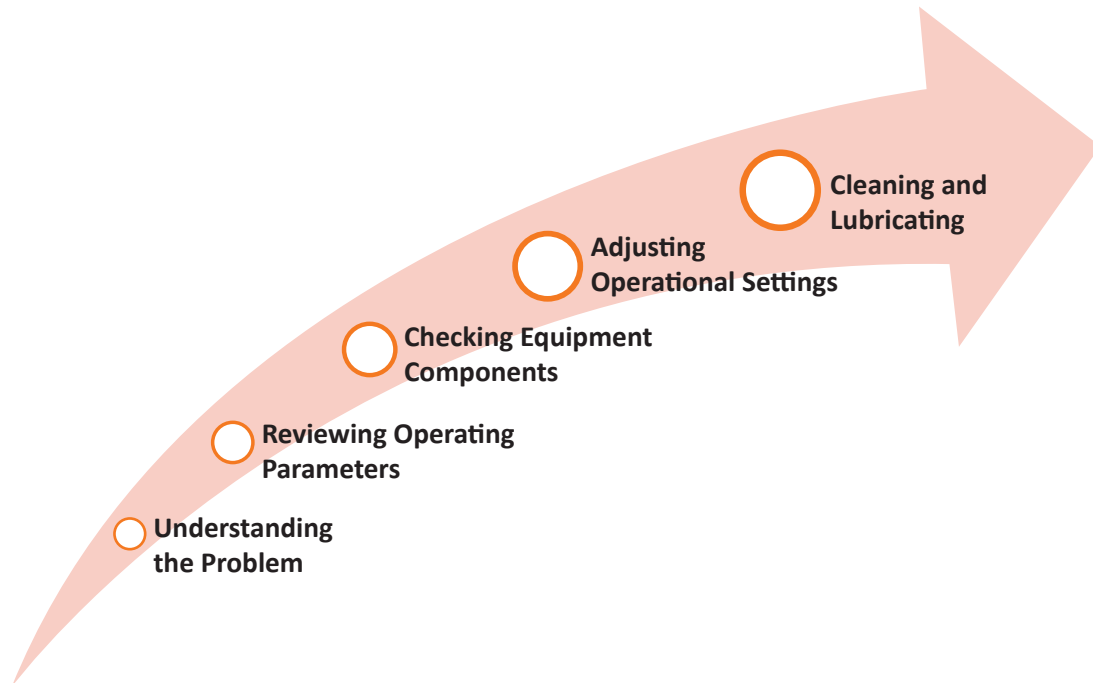 Cleaning and
Lubricating
Adjusting
Operational Settings
Checking Equipment
Components
Reviewing Operating
Parameters
Understanding
the Problem